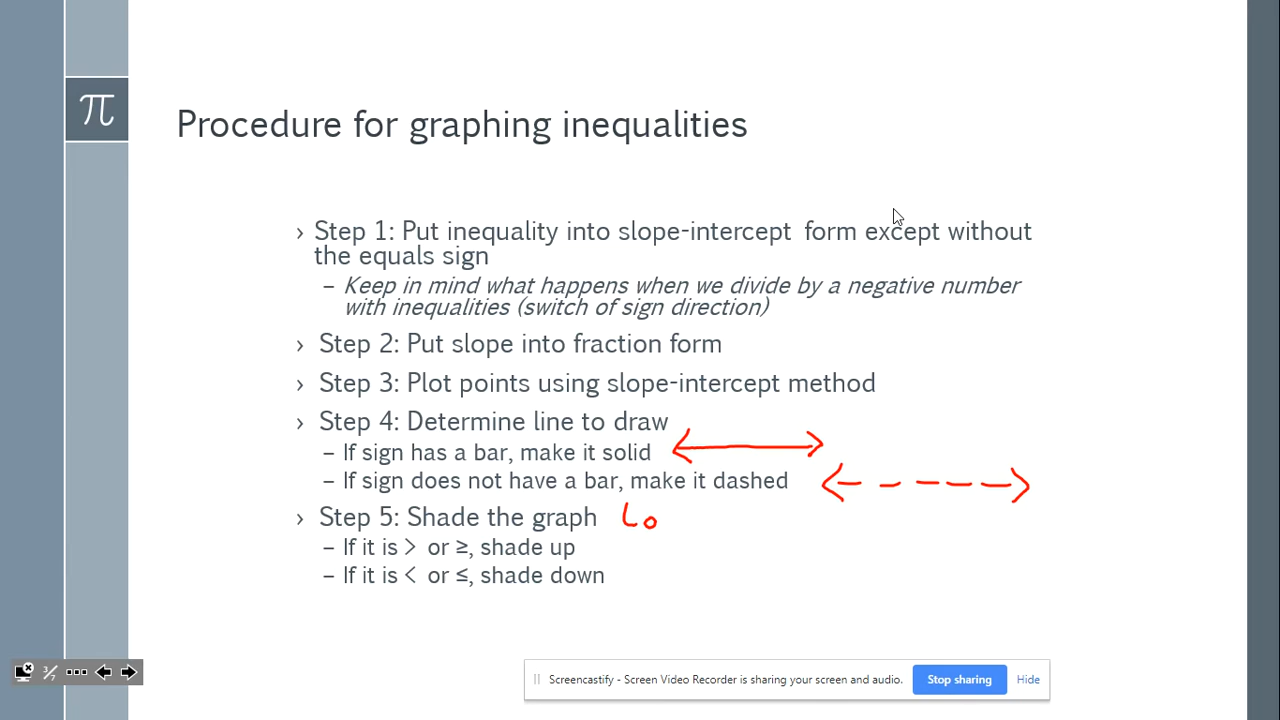 π
Procedure for graphing inequalities
› Step 1: Put inequality into slope-intercept form except without
the equals sign
– Keep in mind what happens when we divide by a negative number
with inequalities (switch of sign direction)
› Step 2: Put slope into fraction form
› Step 3: Plot points using slope-intercept method
› Step 4: Determine line to draw
– If sign has a bar, make it solid
– If sign does not have a bar, make it dashed
› Step 5: Shade the graph Lo
– If it is > or ≥, shade up
– If it is < or ≤, shade down
Screencastify - Screen Video Recorder is sharing your screen and audio. Stop sharing Hide